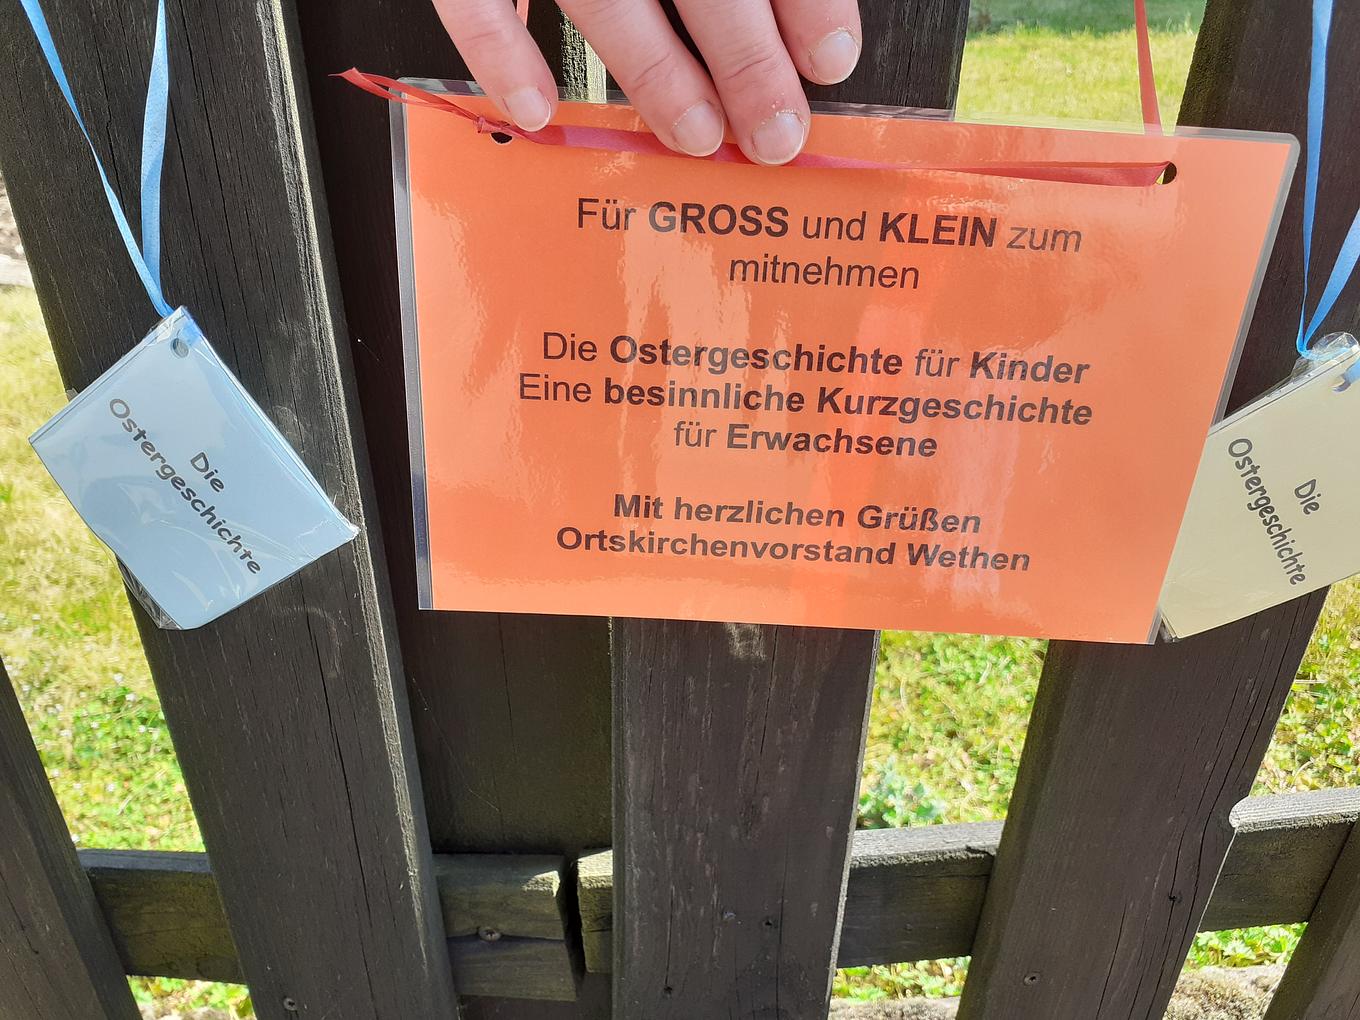 Für GROSS und KLEIN zum
mitnehmen
Die Ostergeschichte für Kinder
Eine besinnliche Kurzgeschichte
für Erwachsene
Mit herzlichen Grüßen
Ortskirchenvorstand Wethen
Die
Ostergeschichte
Die
Ostergeschichte